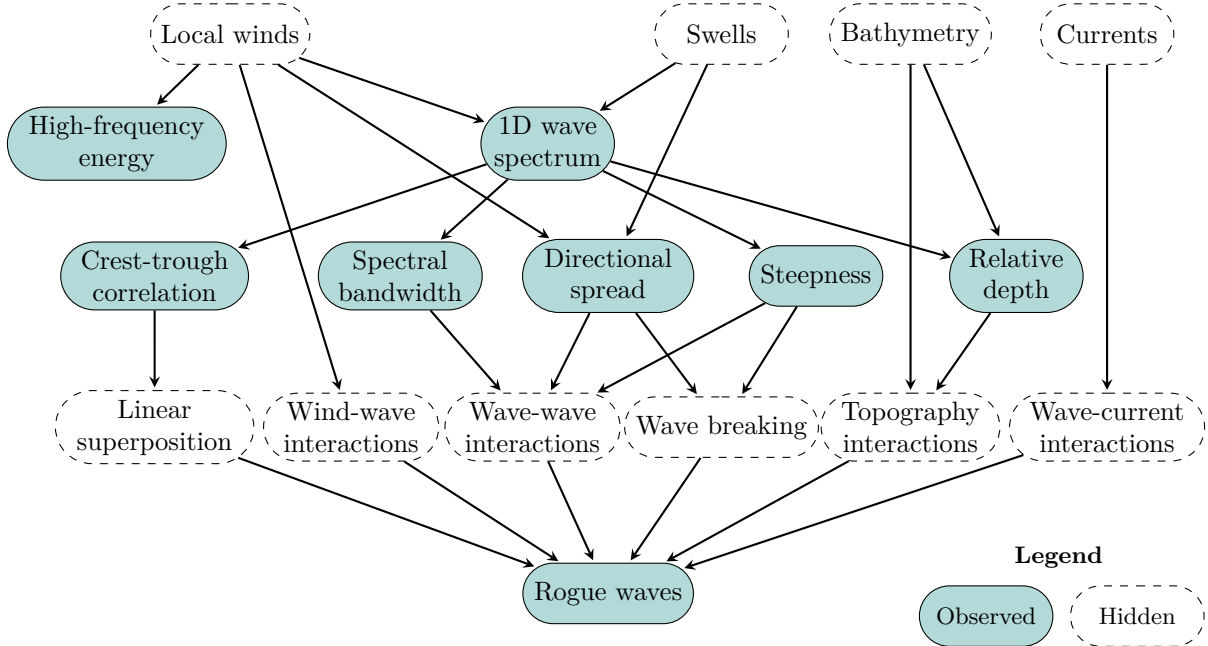 Local winds
Swells
Bathymetry
Currents
High-frequency
energy
1D wave
spectrum
Crest-trough
correlation
Spectral
bandwidth
Directional
spread
Steepness
Relative
depth
Linear
superposition
Wind-wave
interactions
Wave-wave
interactions
Wave breaking
Topography
interactions
Wave-current
interactions
Rogue waves
Legend
Observed
Hidden